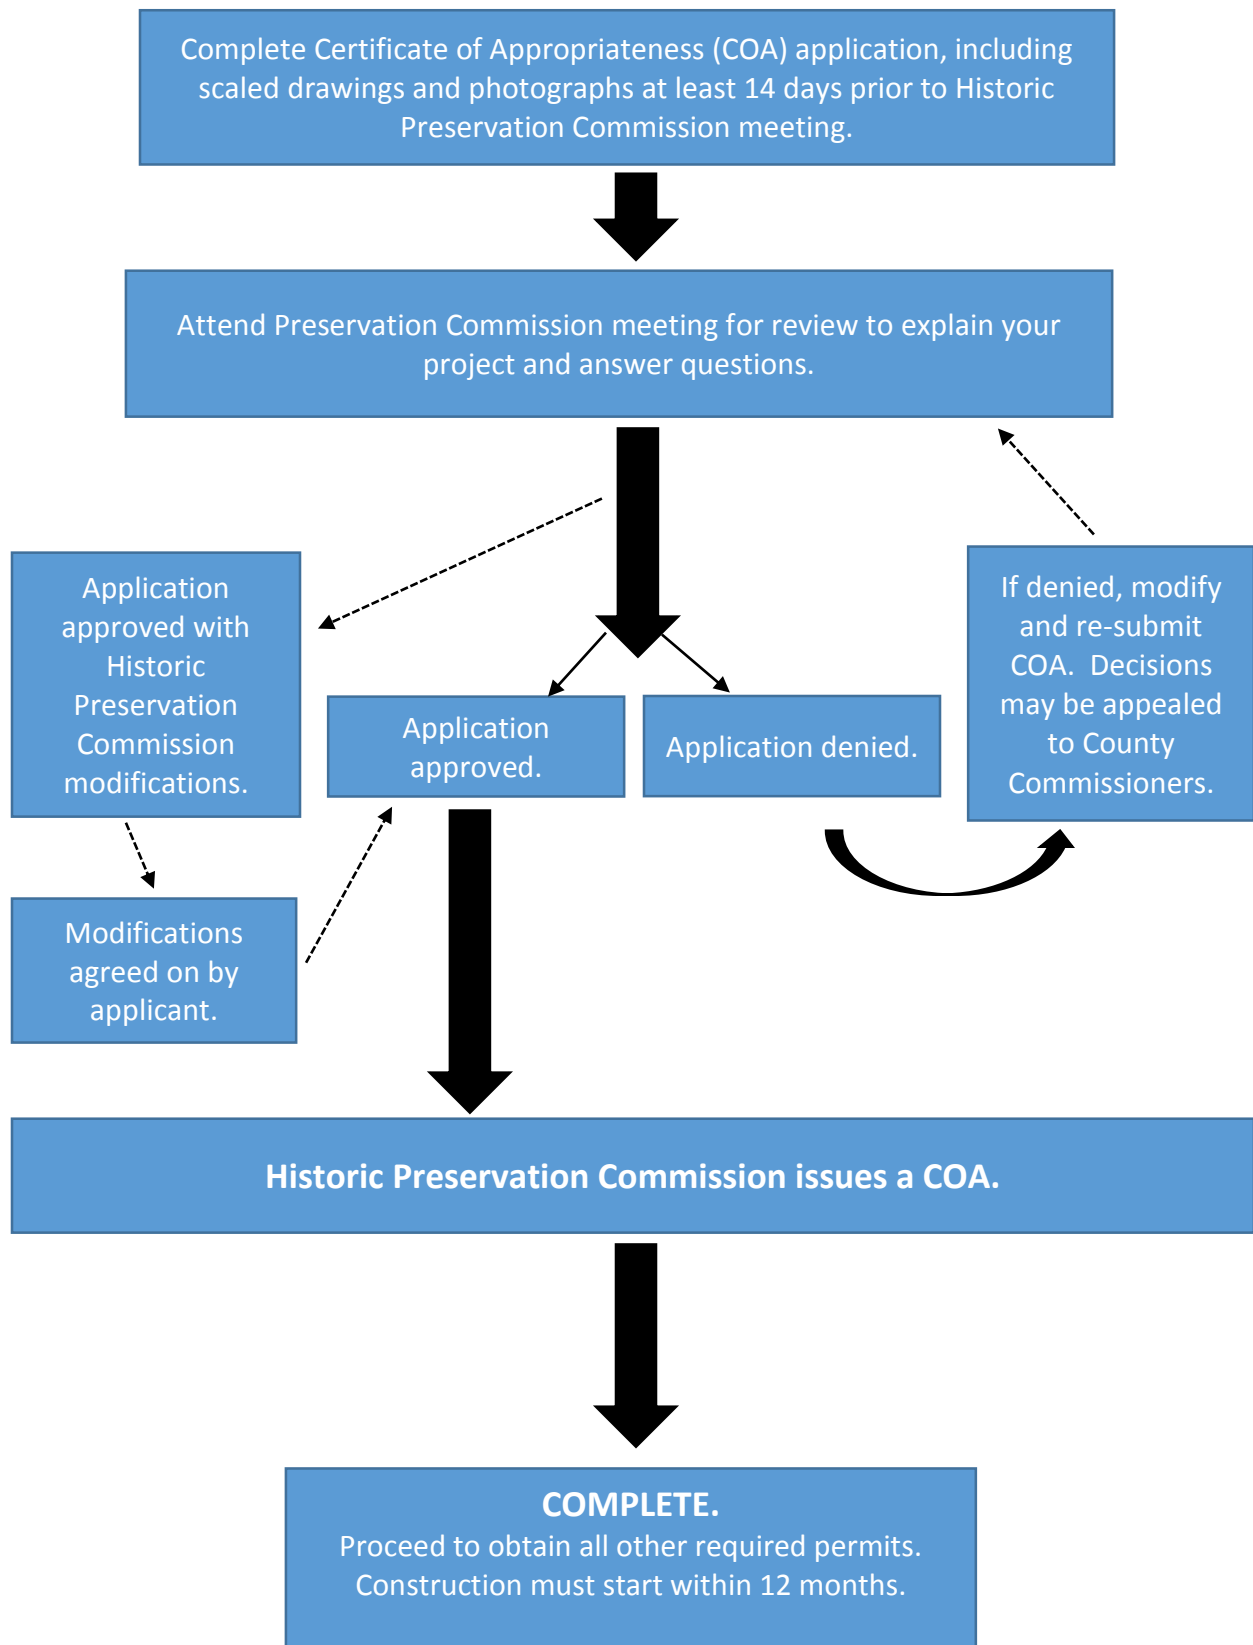 Complete Certificate of Appropriateness (COA) application, including
scaled drawings and photographs at least 14 days prior to Historic
Preservation Commission meeting.
Attend Preservation Commission meeting for review to explain your
project and answer questions.
Application
approved with
Historic
Preservation
Commission
modifications.
Application
approved.
Application denied.
If denied, modify
and re-submit
COA.  Decisions
may be appealed
to County
Commissioners.
Modifications
agreed on by
applicant.
Historic Preservation Commission issues a COA.
COMPLETE.
Proceed to obtain all other required permits.
Construction must start within 12 months.